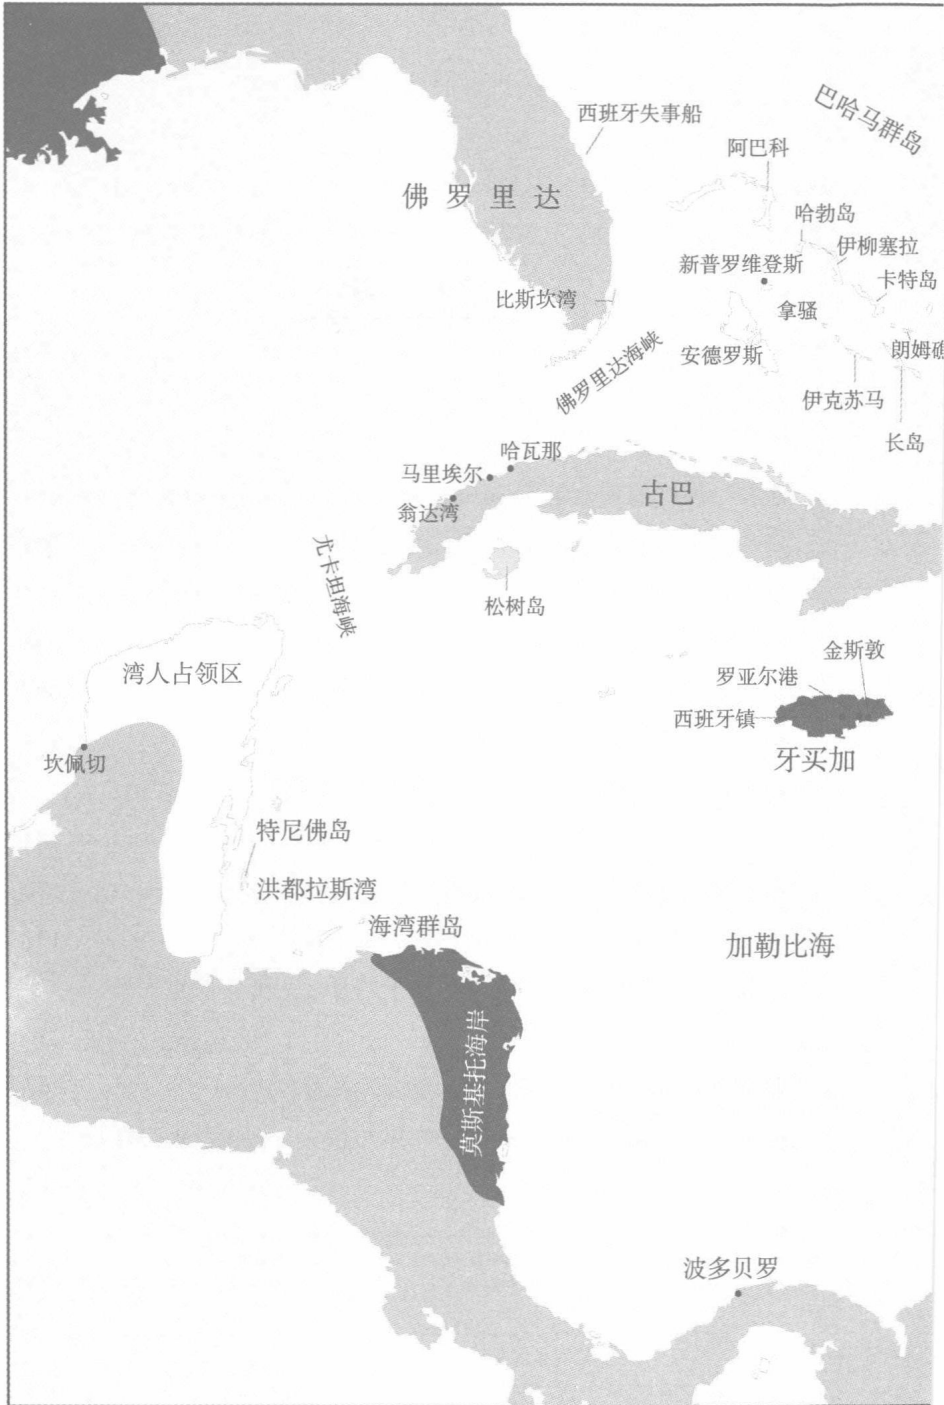 西班牙失事船
巴哈马群岛
阿巴科
佛罗里达
哈勃岛
伊柳塞拉
新普罗维登斯
卡特岛
比斯坎湾
拿骚
佛罗里达海峡
安德罗斯
朗姆礁
伊克苏马
长岛
哈瓦那
马里埃尔
古巴
翁达湾
尤卡坦海峡
松树岛
湾人占领区
金斯敦
罗亚尔港
西班牙镇
坎佩切
牙买加
特尼佛岛
洪都拉斯湾
海湾群岛
加勒比海
莫斯基托海岸
波多贝罗